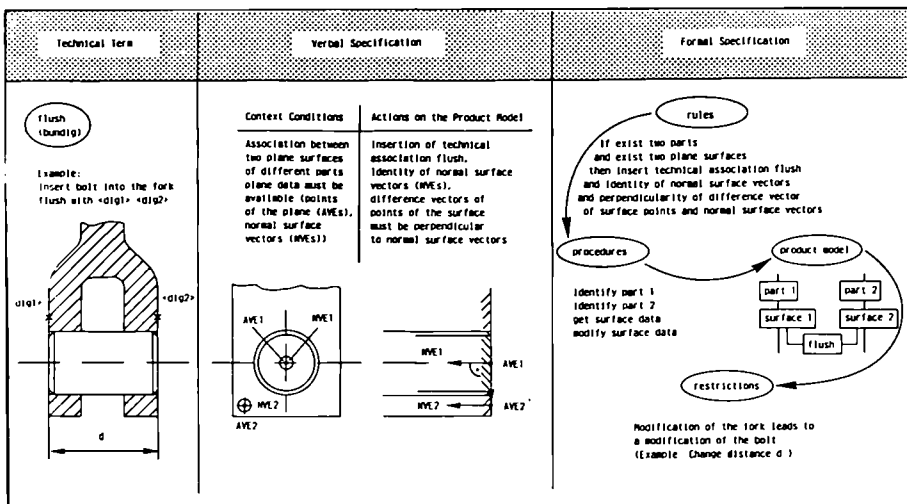 Technical Term
Verbal Specification
Formal Specification
flush
(bundig)
Example:
Insert bolt into the fork
flush with <dig1> <dig2>
dig1>
<dig2>
d
Context Conditions
Association between
two plane surfaces
of different parts
plane data must be
available (points
of the plane (AVEs),
normal surface
vectors (NVEs))
Actions on the Product Model
Insertion of technical
association flush,
Identity of normal surface
vectors (NVEs),
difference vectors of
points of the surface
must be perpendicular
to normal surface vectors
AVE1
NVE1
NVE2
AVE2
NVE1
AVE1
NVE2
AVE2
rules
If exist two parts
and exist two plane surfaces
then insert technical association flush
and identity of normal surface vectors
and perpendicularity of difference vector
of surface points and normal surface vectors
procedures
Identify part 1
Identify part 2
get surface data
modify surface data
product model
part 1
part 2
surface 1
surface 2
flush
restrictions
Modification of the fork leads to
a modification of the bolt
(Example Change distance d )